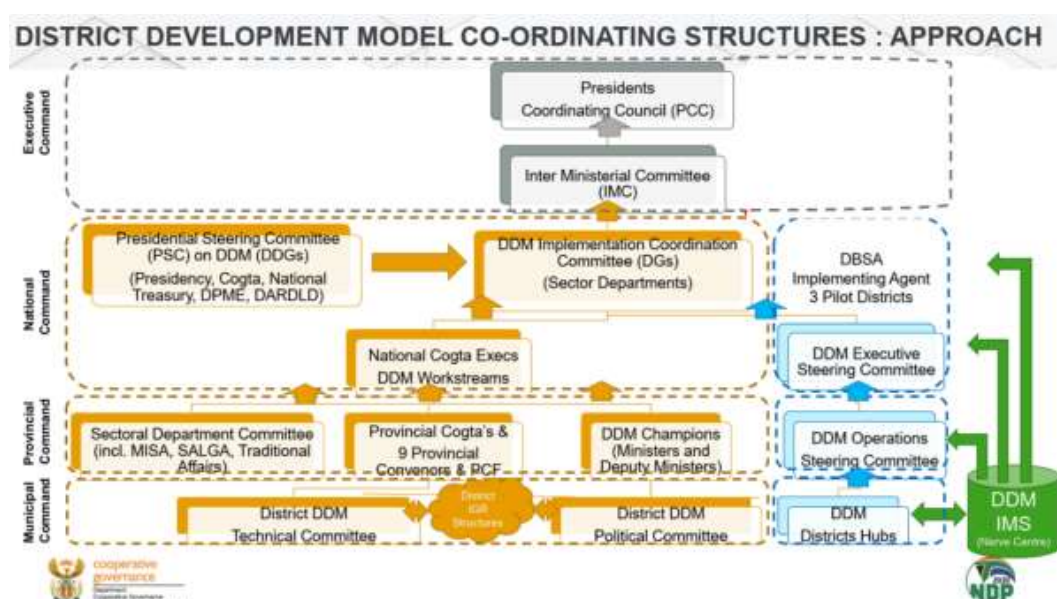 DISTRICT DEVELOPMENT MODEL CO-ORDINATING STRUCTURES : APPROACH
Executive
Command
Presidents
Coordinating Council (PCC)
Inter Ministerial Committee
(IMC)
National
Command
Presidential Steering Committee
(PSC) on DDM (DDGs)
(Presidency, Cogta, National
Treasury, DPME, DARDLD)
DDM Implementation Coordination
Committee (DGs)
(Sector Departments)
DBSA
Implementing Agent
3 Pilot Districts
National Cogta Execs
DDM Workstreams
DDM Executive
Steering Committee
Provincial
Command
Sectoral Department Committee
(incl. MISA, SALGA, Traditional
Affairs)
Provincial Cogta's &
9 Provincial
Convenors & PCF
DDM Champions
(Ministers and
Deputy Ministers)
DDM Operations
Steering Committee
Municipal
Command
District DDM
Technical Committee
District
IGR
Structures
District DDM
Political Committee
DDM
Districts Hubs
DDM
IMS
(Nerve Centre)
cooperative
governance
Department:
Cooperative Governance
NDP